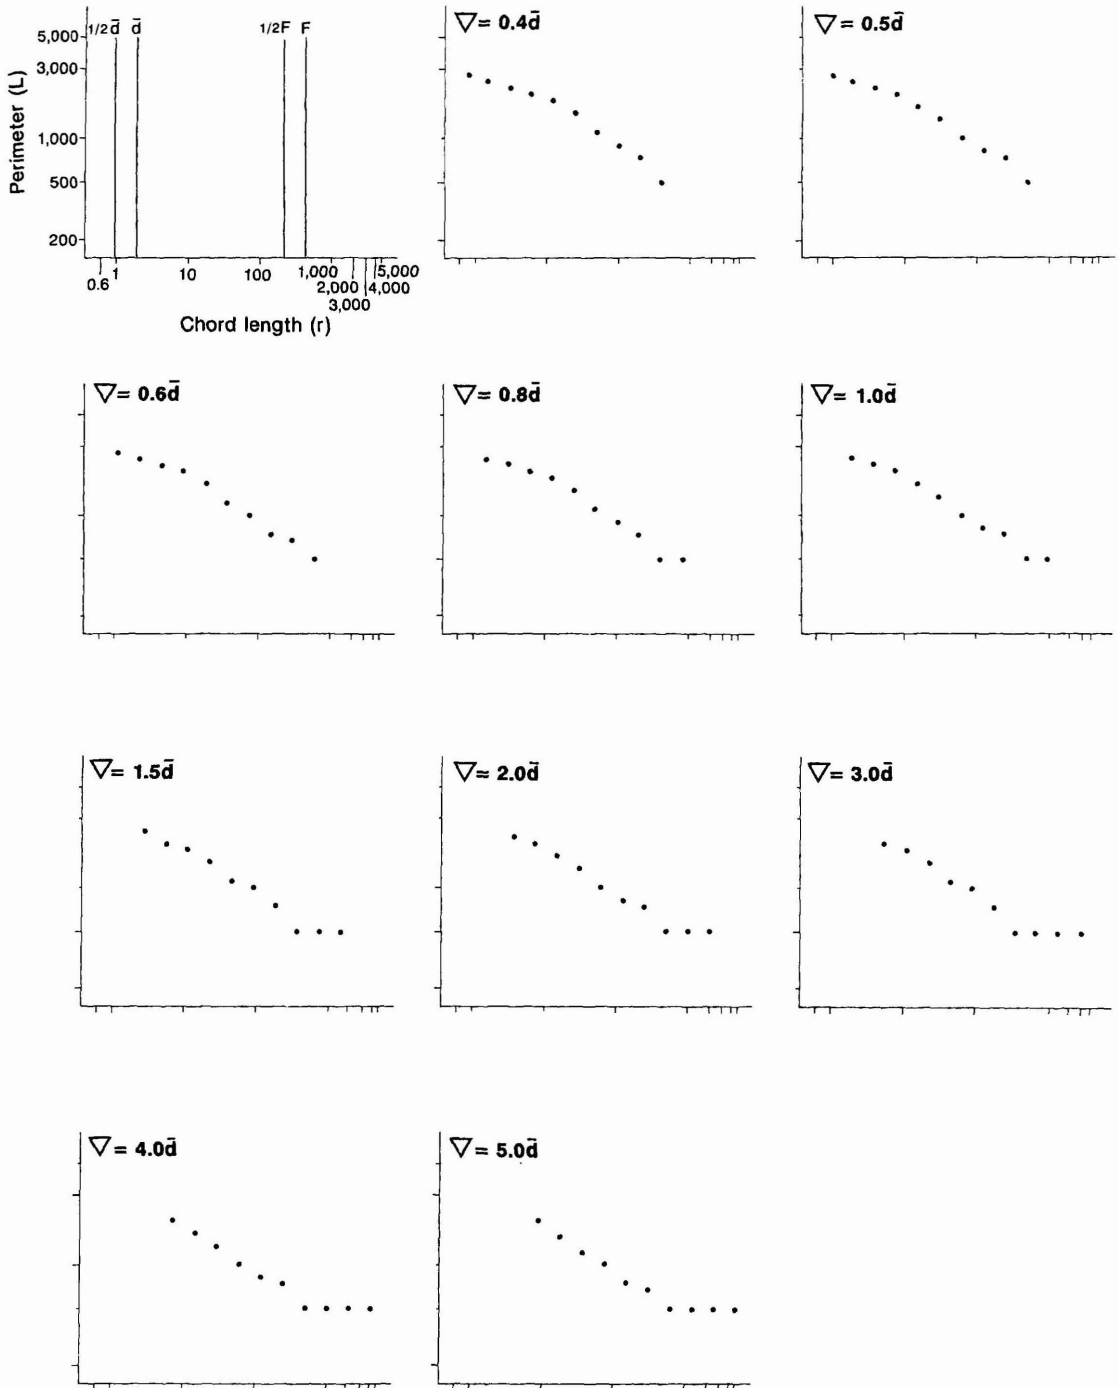 1/2d̄ d̄ 1/2F F
5,000
3,000
1,000
500
200
Perimeter (L)
0.6 1 10 100 1,000 5,000
2,000 4,000
3,000
Chord length (r)
▽= 0.4d̄
▽= 0.5d̄
▽= 0.6d̄
▽= 0.8d̄
▽= 1.0d̄
▽= 1.5d̄
▽= 2.0d̄
▽= 3.0d̄
▽= 4.0d̄
▽= 5.0d̄